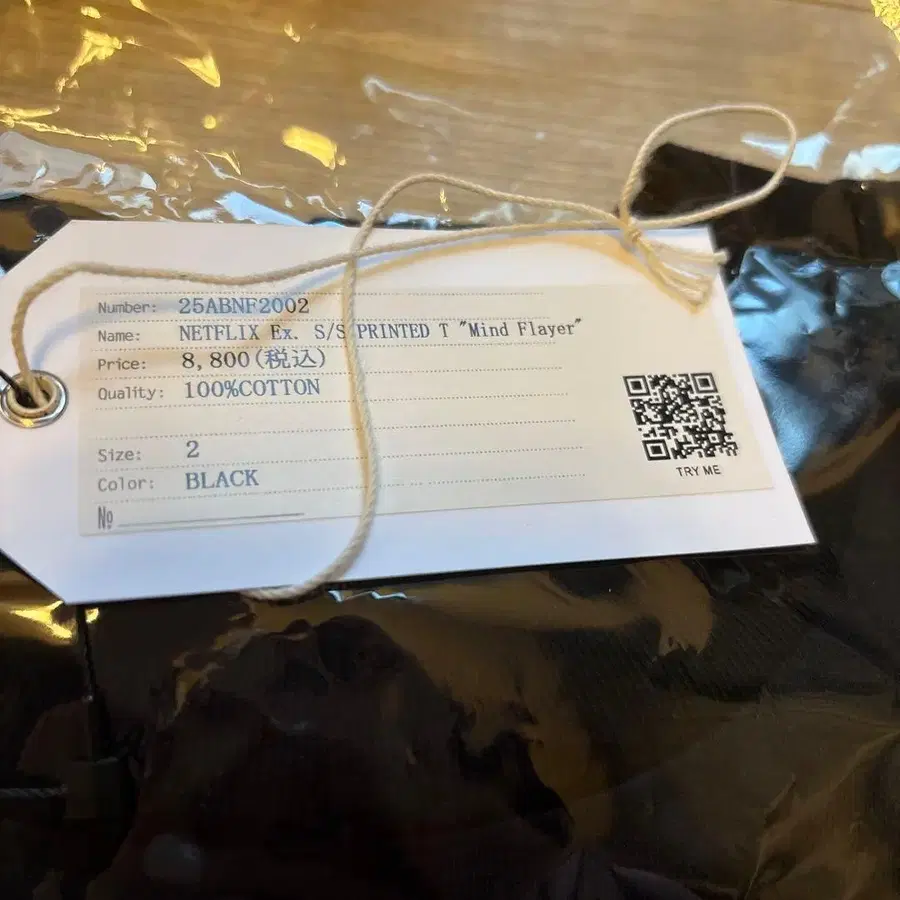 Number: 25ABNF2002
Name: NETFLIX Ex. S/S PRINTED T "Mind Flayer"
Price: 8,800(税込)
Quality: 100%COTTON
Size: 2
Color: BLACK
№
TRY ME